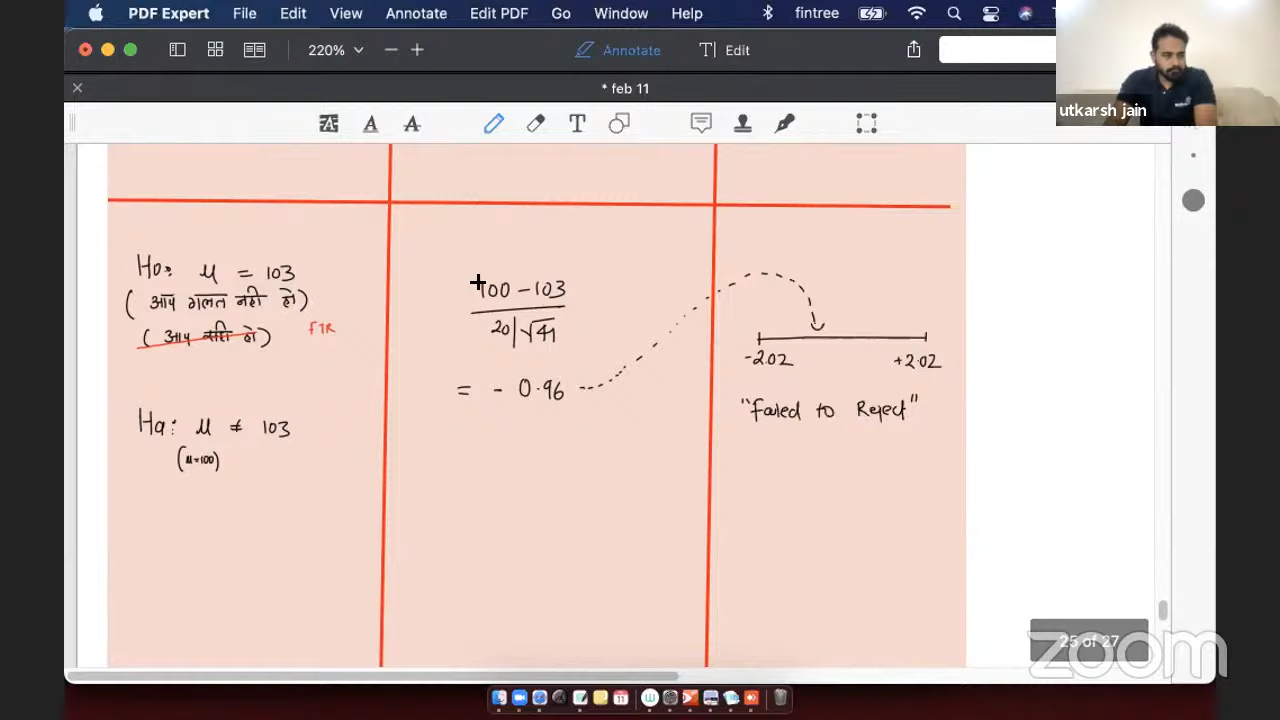 PDF Expert File Edit View Annotate Edit PDF Go Window Help fintree
220% Annotate T| Edit
* feb 11
utkarsh jain
Ho: μ = 103
(आप गलत नही हो)
(आप नही हो) FTR
Ha: μ ≠ 103
(μ=100)
100 - 103
20|√41
= - 0.96
-2.02 +2.02
"Failed to Reject"
25 of 27
zoom